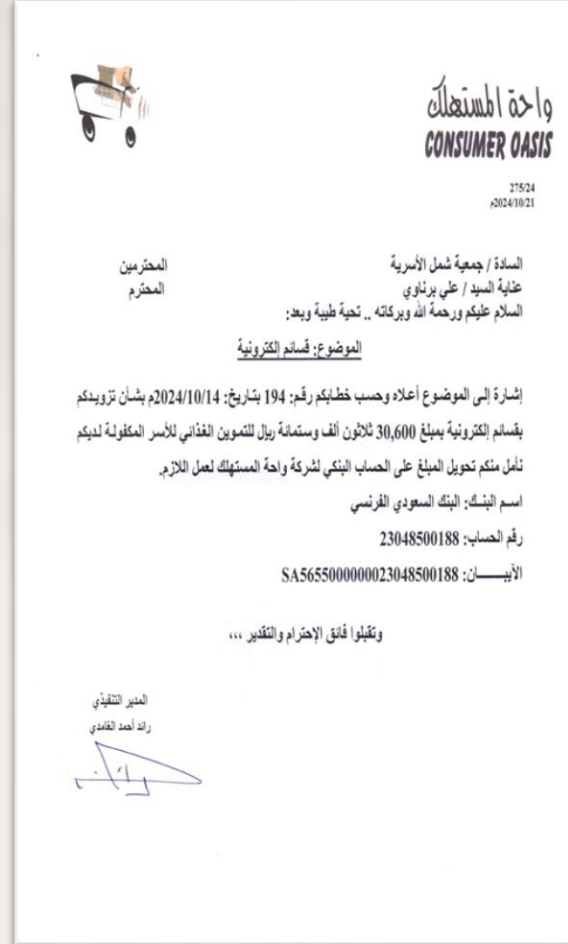 واحة المستهلك
CONSUMER OASIS
275/24
2024/10/21م
السادة / جمعية شمل الأسرية المحترمين
عناية السيد / علي برناوي المحترم
السلام عليكم ورحمة الله وبركاته .. تحية طيبة وبعد:
الموضوع: قسائم إلكترونية
إشارة إلى الموضوع أعلاه وحسب خطابكم رقم: 194 بتاريخ: 2024/10/14م بشأن تزويدكم
بقسائم إلكترونية بمبلغ 30,600 ثلاثون ألف وستمائة ريال للتموين الغذائي للأسر المكفولة لديكم
نأمل منكم تحويل المبلغ على الحساب البنكي لشركة واحة المستهلك لعمل اللازم.
اسم البنك: البنك السعودي الفرنسي
رقم الحساب: 23048500188
الآيبـــــان: SA5655000000023048500188
وتقبلوا فائق الإحترام والتقدير ،،،
المدير التنفيذي
رائد أحمد الغامدي